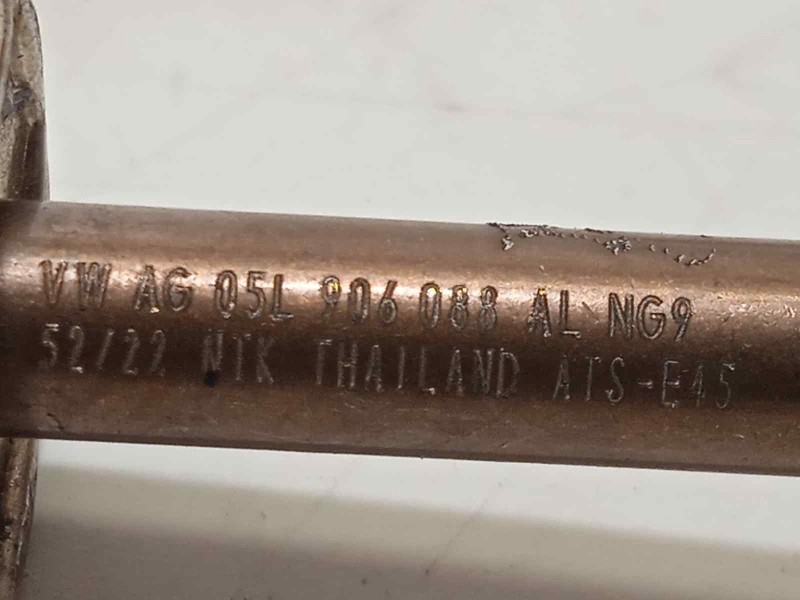 VW AG 05L 906 088 AL NG9
52/22 NTK THAILAND ATS-E45